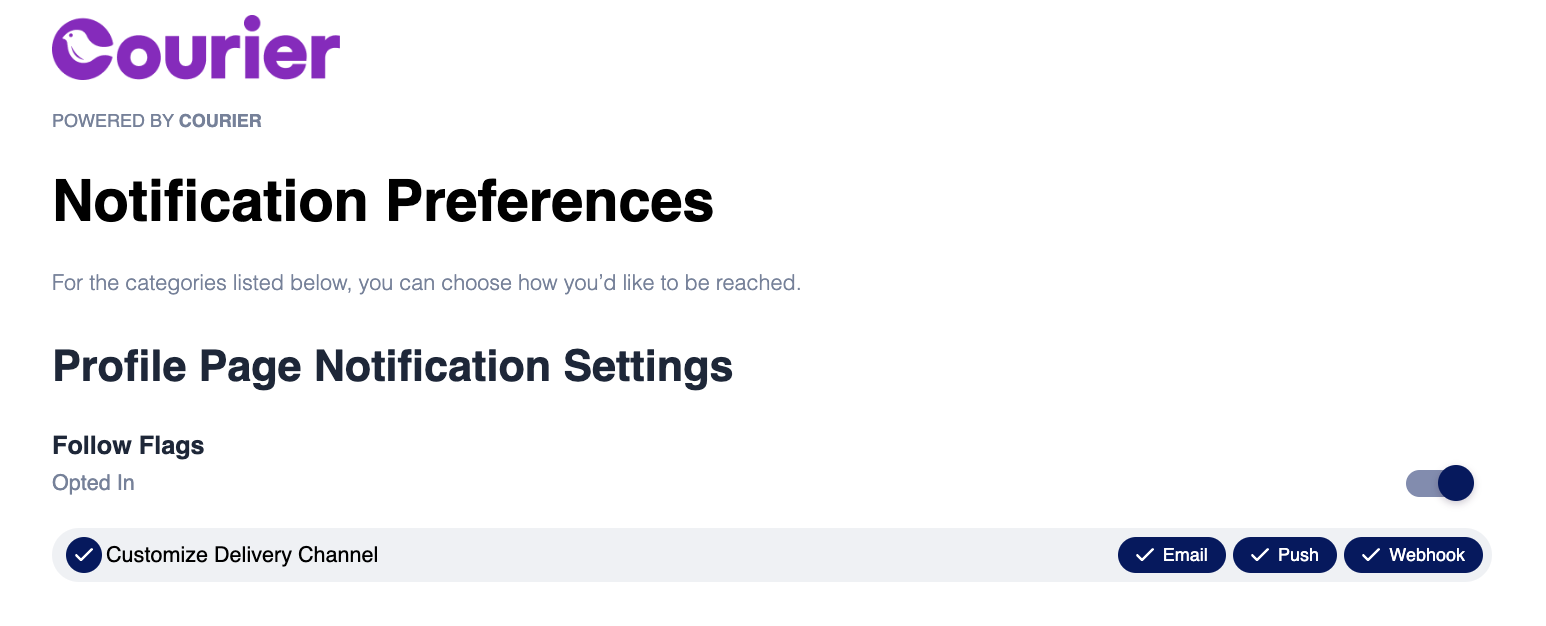 Courier
POWERED BY COURIER
Notification Preferences
For the categories listed below, you can choose how you’d like to be reached.
Profile Page Notification Settings
Follow Flags
Opted In
Customize Delivery Channel Email Push Webhook